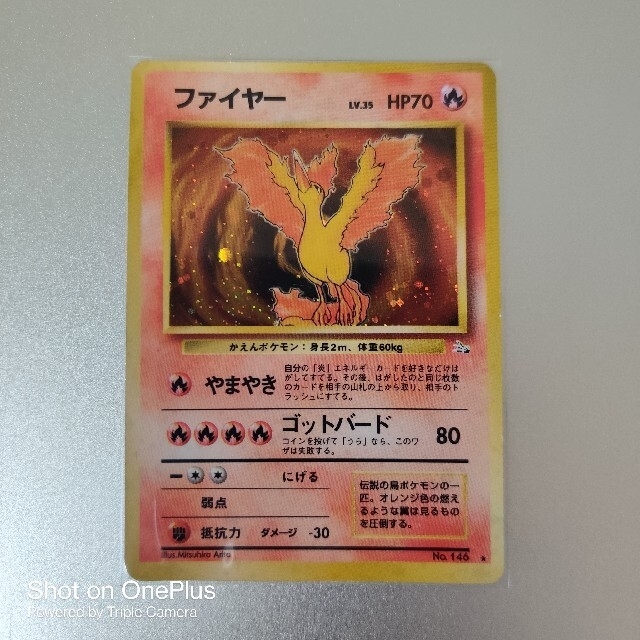 ファイヤー LV.35 HP70
かえんポケモン：身長2m、体重60kg
やまやき
自分の「炎」エネルギーカードを好きなだけは
がしてすてる。その後、はがしたのと同じ枚数
のカードを相手の山札の上から取り、相手のト
ラッシュにすてる。
ゴッドバード 80
コインを投げて「うら」なら、このワ
ザは失敗する。
ー にげる
弱点
抵抗力 ダメージ -30
伝説の鳥ポケモンの一
匹。オレンジ色の燃え
るような翼は見るもの
を圧倒する。
Illus.Mitsuhiro Arita
No. 146
Shot on OnePlus
Powered by Triple Camera